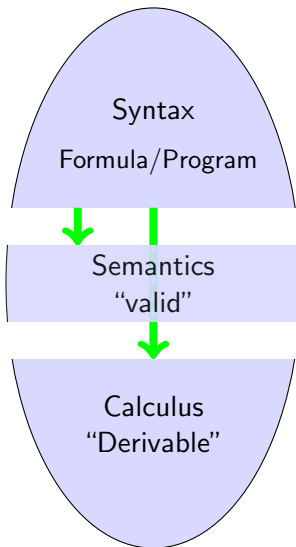 Syntax
Formula/Program
Semantics
“valid”
Calculus
“Derivable”